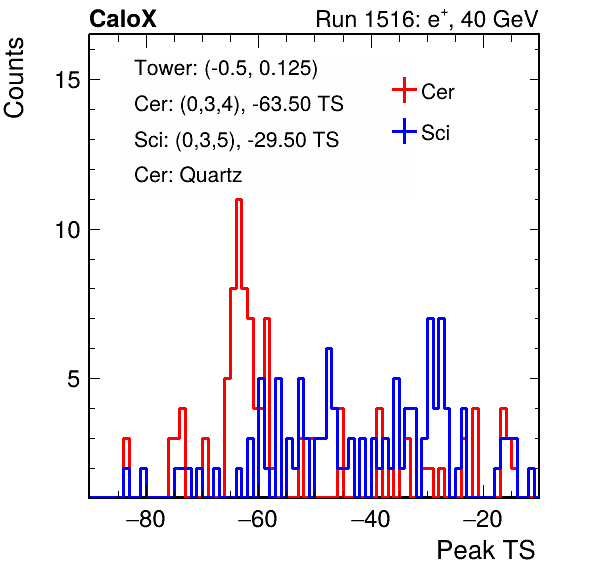 CaloX Run 1516: e⁺, 40 GeV
Counts
Tower: (-0.5, 0.125)
Cer: (0,3,4), -63.50 TS
Sci: (0,3,5), -29.50 TS
Cer: Quartz
Cer
Sci
15
10
5
−80 −60 −40 −20
Peak TS